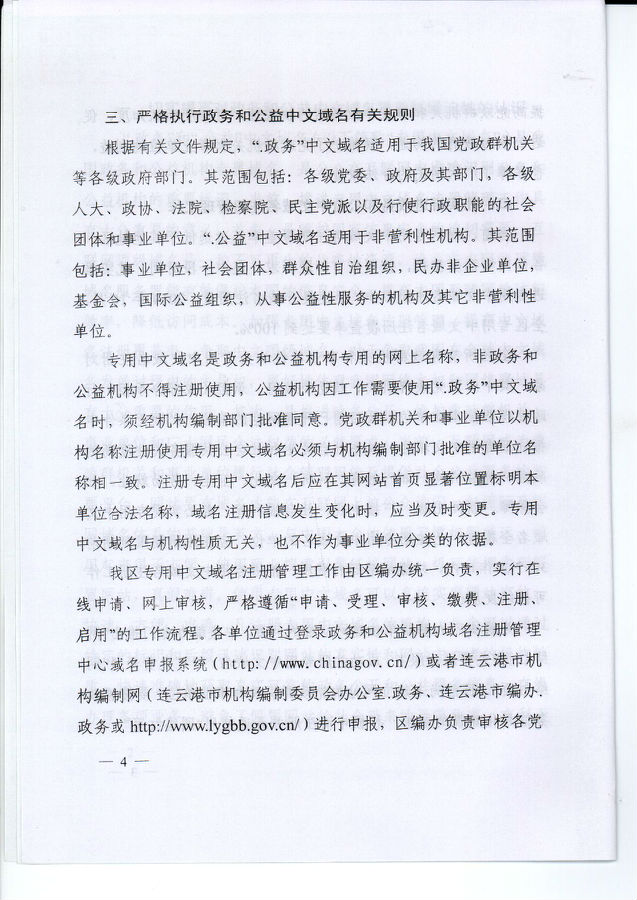 三、严格执行政务和公益中文域名有关规则
根据有关文件规定，“.政务”中文域名适用于我国党政群机关
等各级政府部门。其范围包括：各级党委、政府及其部门，各级
人大、政协、法院、检察院、民主党派以及行使行政职能的社会
团体和事业单位。“.公益”中文域名适用于非营利性机构。其范围
包括：事业单位，社会团体，群众性自治组织，民办非企业单位，
基金会，国际公益组织，从事公益性服务的机构及其它非营利性
单位。
专用中文域名是政务和公益机构专用的网上名称，非政务和
公益机构不得注册使用，公益机构因工作需要使用“.政务”中文域
名时，须经机构编制部门批准同意。党政群机关和事业单位以机
构名称注册使用专用中文域名必须与机构编制部门批准的单位名
称相一致。注册专用中文域名后应在其网站首页显著位置标明本
单位合法名称，域名注册信息发生变化时，应当及时变更。专用
中文域名与机构性质无关，也不作为事业单位分类的依据。
我区专用中文域名注册管理工作由区编办统一负责，实行在
线申请、网上审核，严格遵循“申请、受理、审核、缴费、注册、
启用”的工作流程。各单位通过登录政务和公益机构域名注册管理
中心域名申报系统（http://www.chinagov.cn/）或者连云港市机
构编制网（连云港市机构编制委员会办公室.政务、连云港市编办.
政务或 http://www.lygbb.gov.cn/）进行申报，区编办负责审核各党
— 4 —